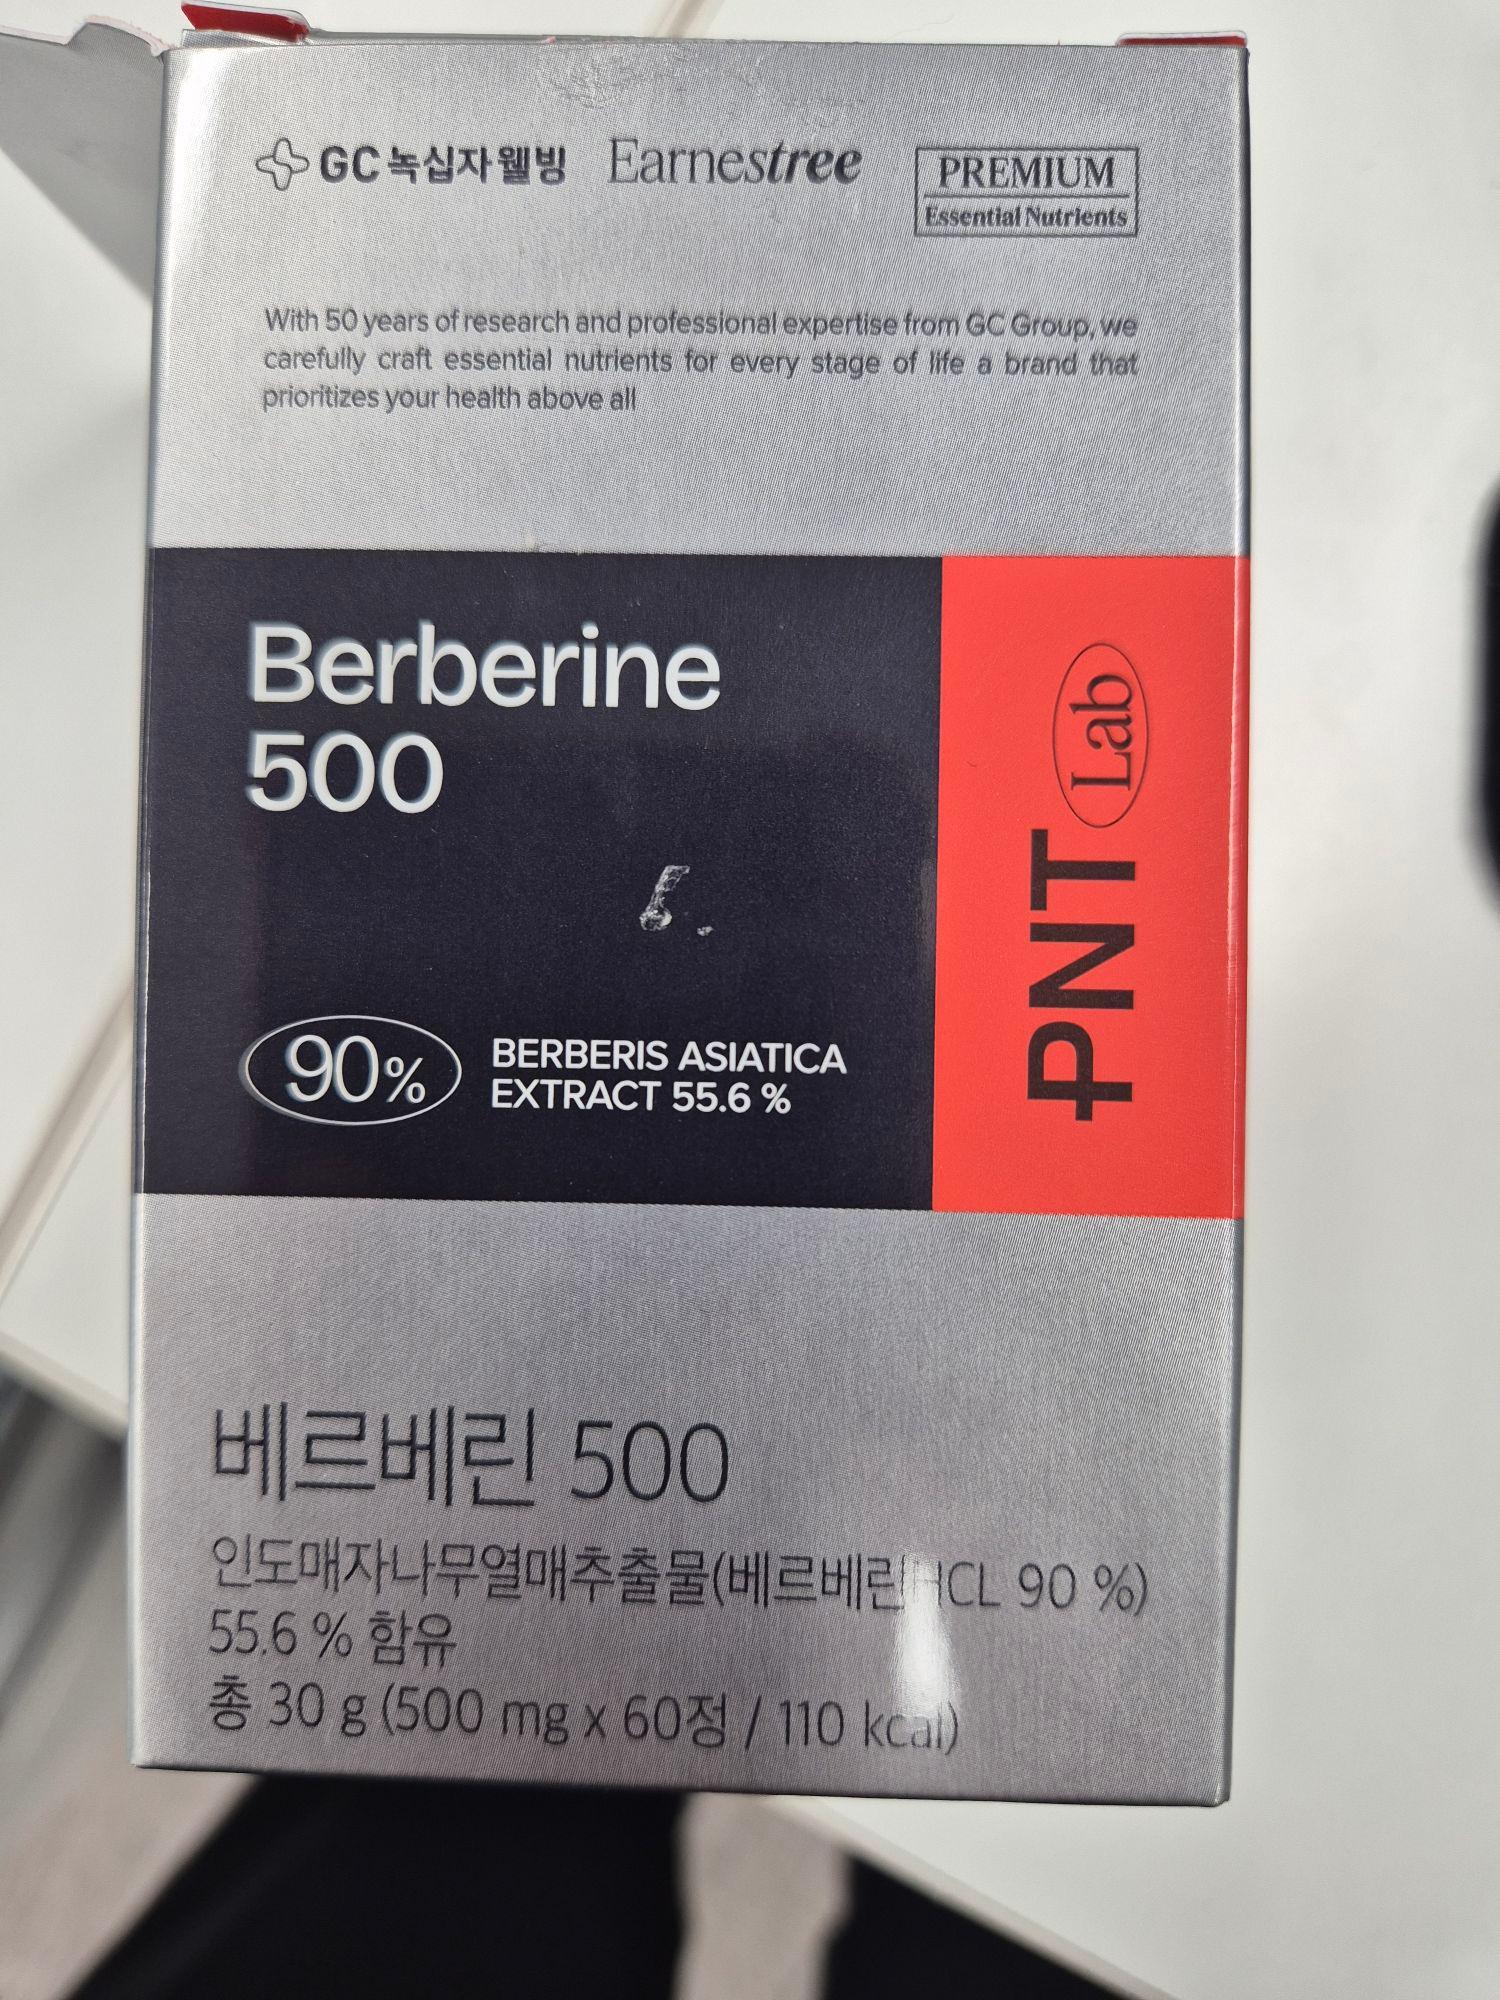 GC녹십자웰빙 Earnestree PREMIUM
Essential Nutrients
With 50 years of research and professional expertise from GC Group, we
carefully craft essential nutrients for every stage of life a brand that
prioritizes your health above all
Berberine
500
90%
BERBERIS ASIATICA
EXTRACT 55.6 %
PNT Lab
베르베린 500
인도매자나무열매추출물(베르베린HCL 90 %)
55.6 % 함유
총 30 g (500 mg x 60정 / 110 kcal)